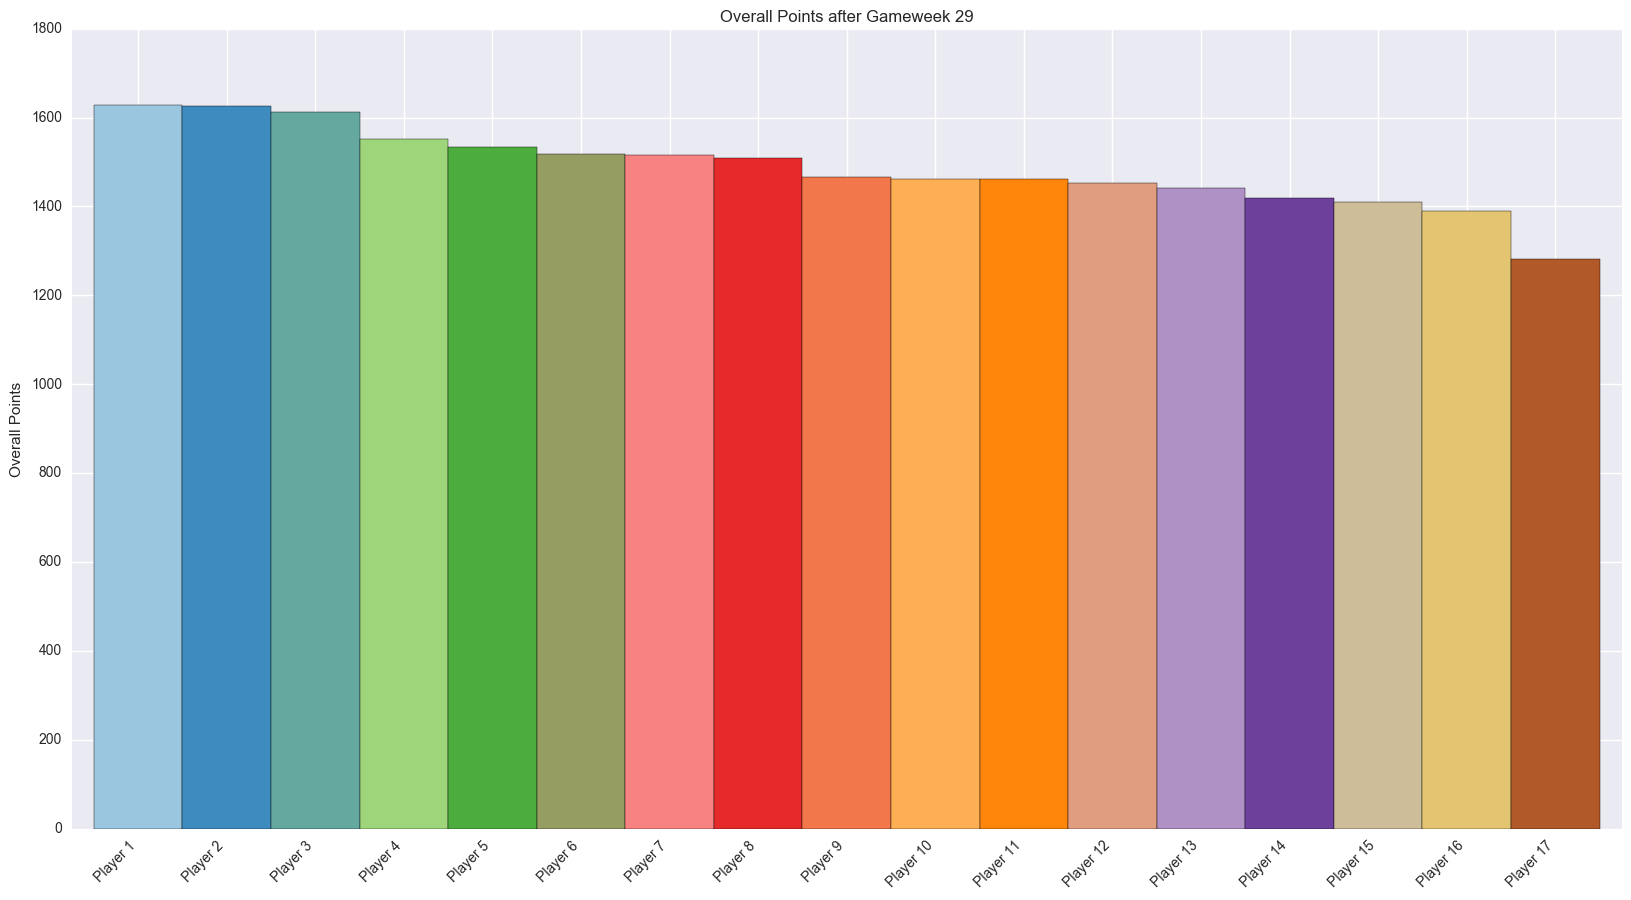 Overall Points after Gameweek 29
1800
1600
1400
1200
1000
800
600
400
200
0
Overall Points
Player 1
Player 2
Player 3
Player 4
Player 5
Player 6
Player 7
Player 8
Player 9
Player 10
Player 11
Player 12
Player 13
Player 14
Player 15
Player 16
Player 17